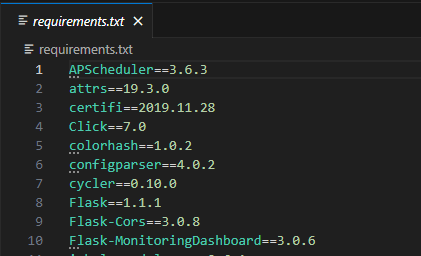 requirements.txt
requirements.txt
1 APScheduler==3.6.3
2 attrs==19.3.0
3 certifi==2019.11.28
4 Click==7.0
5 colorhash==1.0.2
6 configparser==4.0.2
7 cycler==0.10.0
8 Flask==1.1.1
9 Flask-Cors==3.0.8
10 Flask-MonitoringDashboard==3.0.6